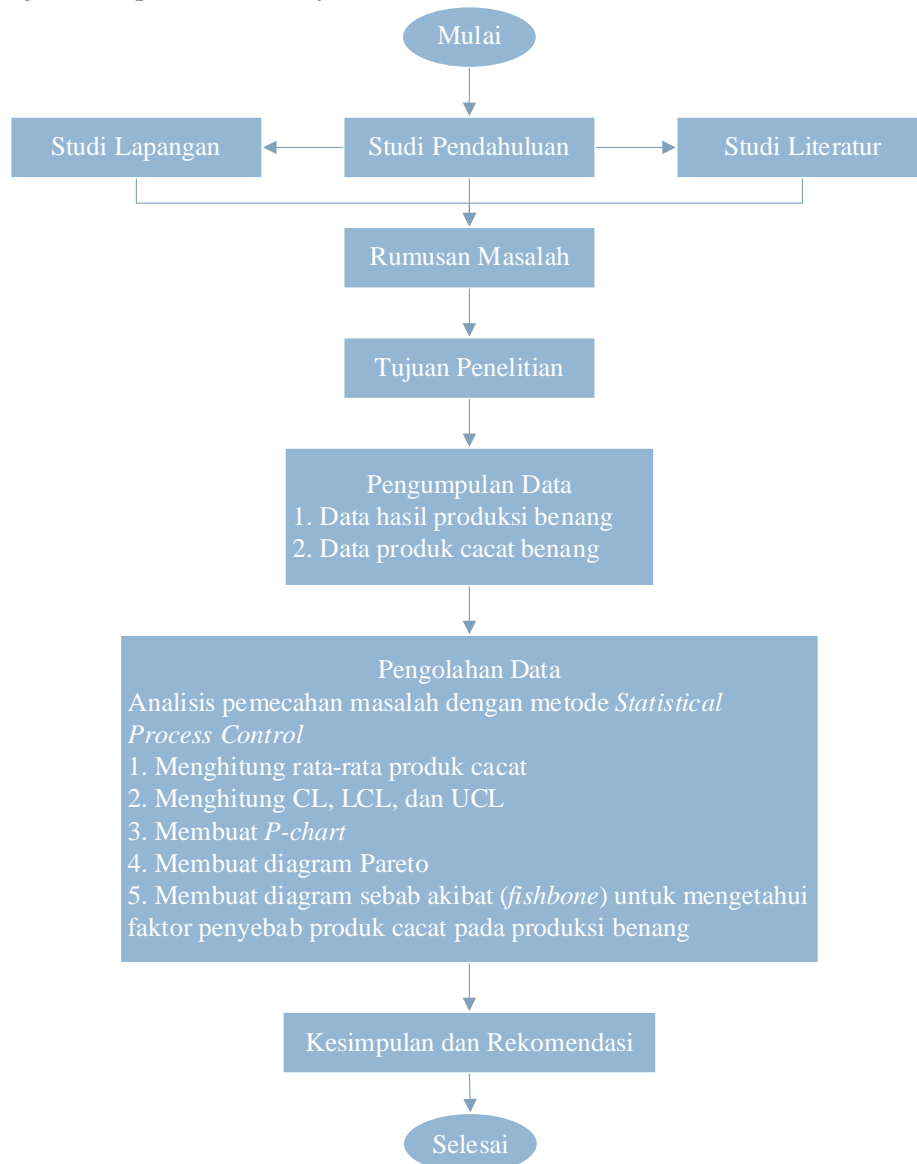 Mulai
Studi Lapangan
Studi Pendahuluan
Studi Literatur
Rumusan Masalah
Tujuan Penelitian
Pengumpulan Data
1. Data hasil produksi benang
2. Data produk cacat benang
Pengolahan Data
Analisis pemecahan masalah dengan metode Statistical
Process Control
1. Menghitung rata-rata produk cacat
2. Menghitung CL, LCL, dan UCL
3. Membuat P-chart
4. Membuat diagram Pareto
5. Membuat diagram sebab akibat (fishbone) untuk mengetahui
faktor penyebab produk cacat pada produksi benang
Kesimpulan dan Rekomendasi
Selesai